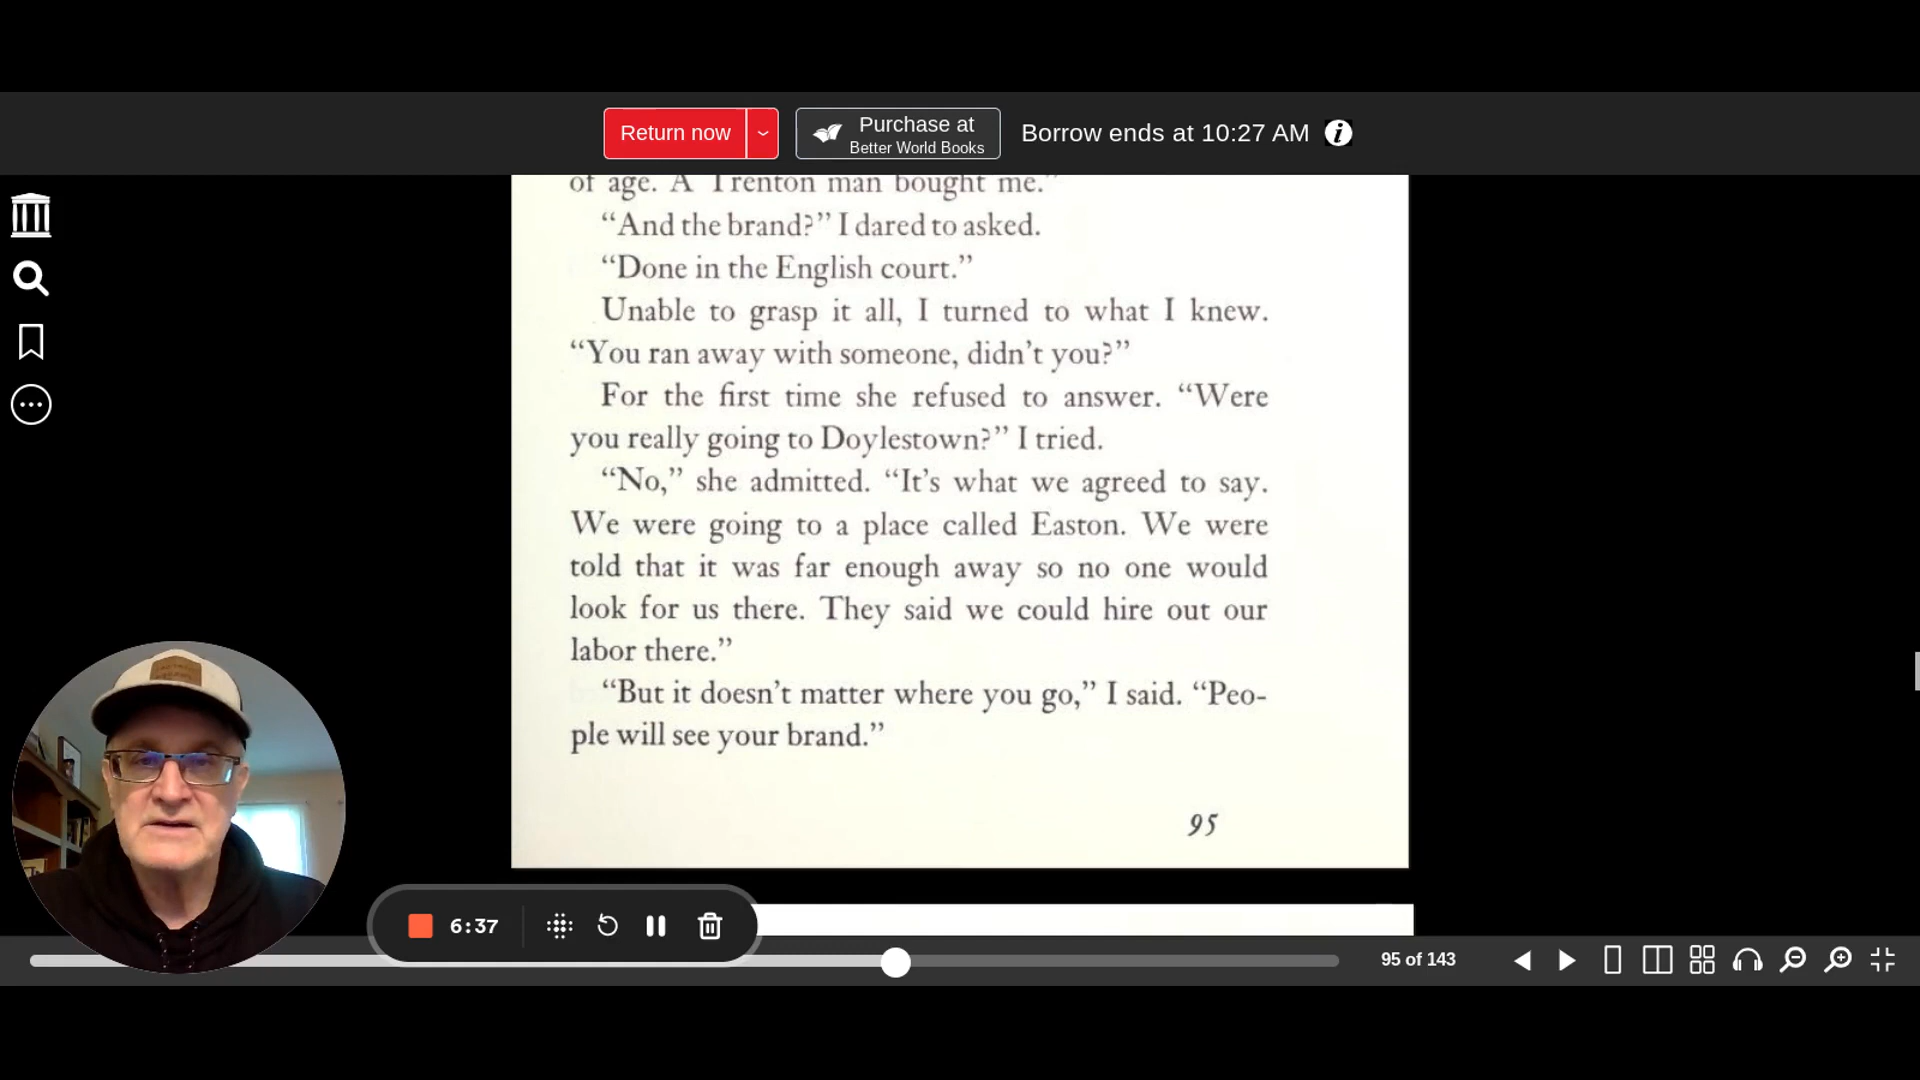 Return now
Purchase at
Better World Books
Borrow ends at 10:27 AM
of age. A Trenton man bought me.”
“And the brand?” I dared to asked.
“Done in the English court.”
Unable to grasp it all, I turned to what I knew.
“You ran away with someone, didn’t you?”
For the first time she refused to answer. “Were
you really going to Doylestown?” I tried.
“No,” she admitted. “It’s what we agreed to say.
We were going to a place called Easton. We were
told that it was far enough away so no one would
look for us there. They said we could hire out our
labor there.”
“But it doesn’t matter where you go,” I said. “Peo-
ple will see your brand.”
95
6:37
95 of 143